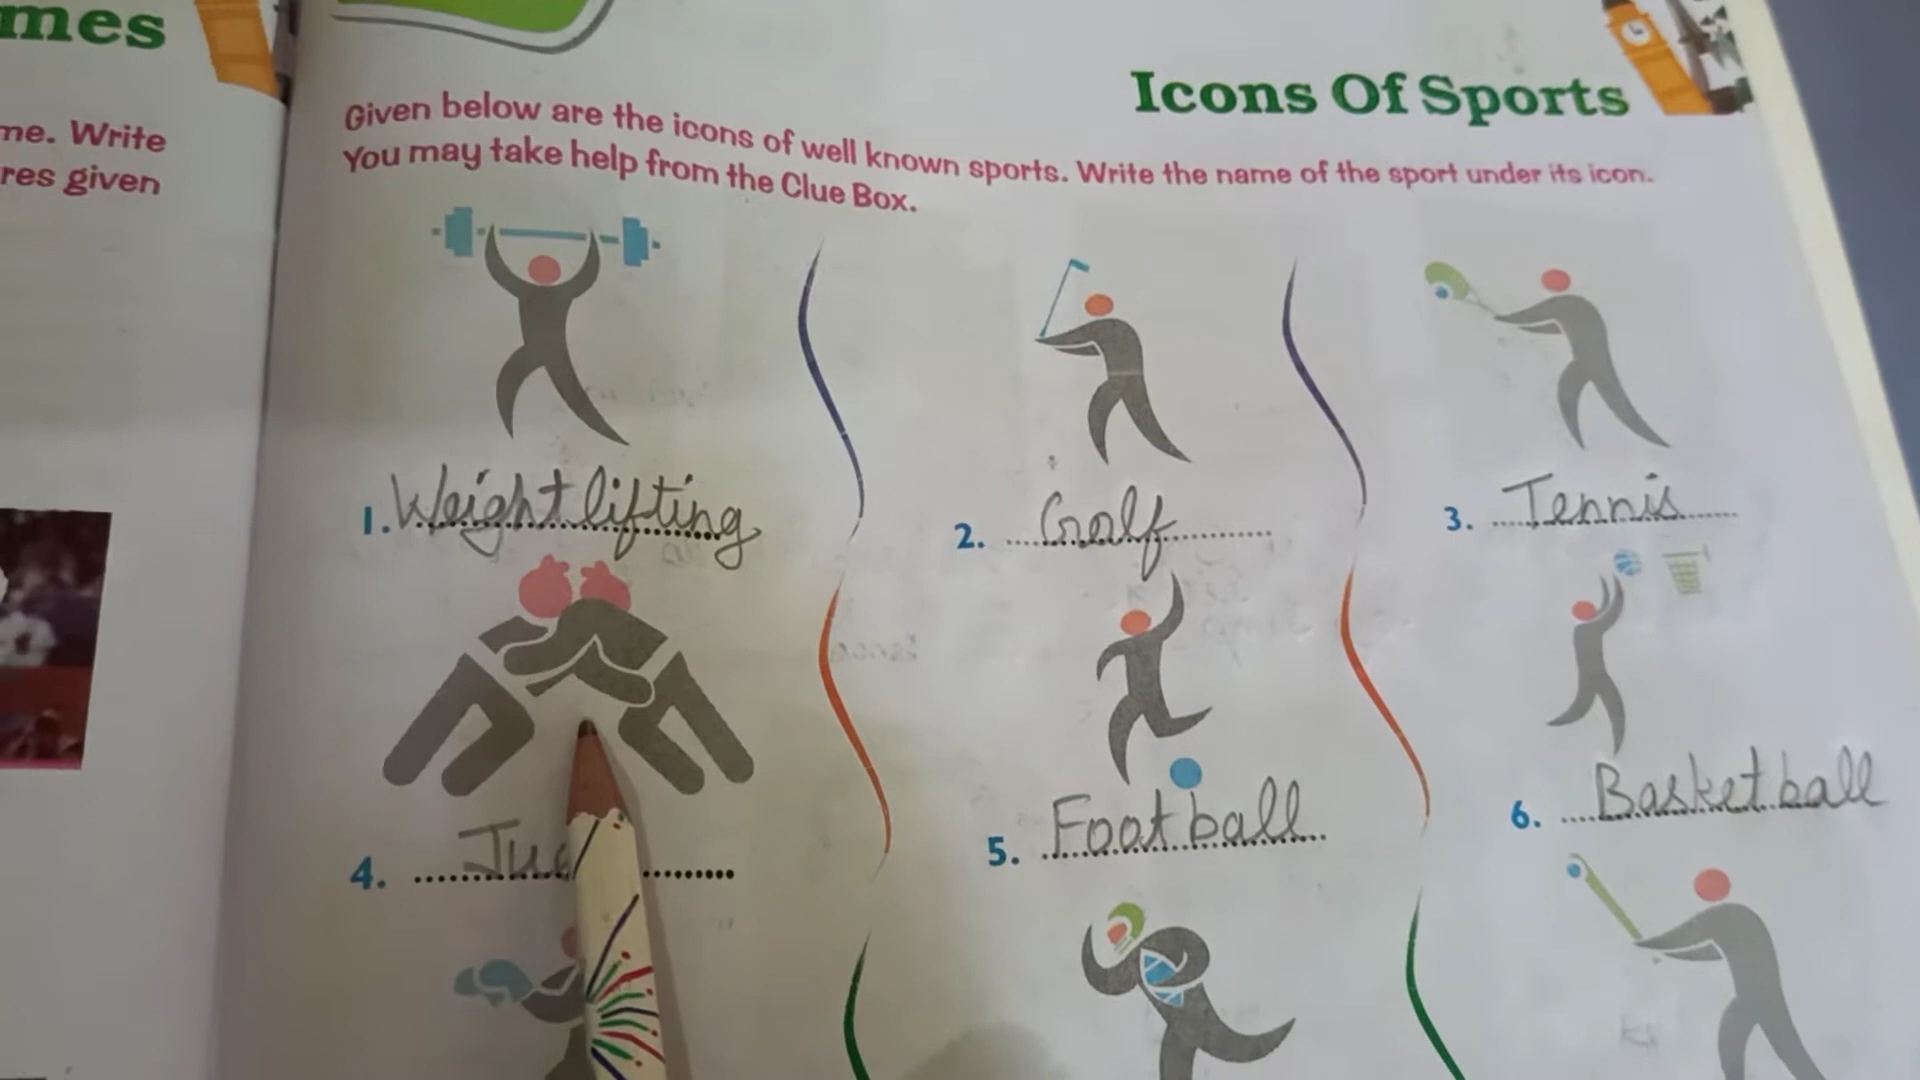 mes
me. Write
res given
Icons Of Sports
Given below are the icons of well known sports. Write the name of the sport under its icon.
You may take help from the Clue Box.
1. Weightlifting
2. Golf
3. Tennis
4.
5. Football
6. Basketball